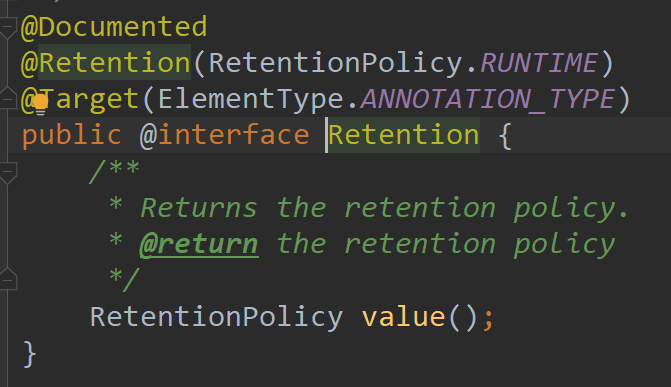 @Documented
@Retention(RetentionPolicy.RUNTIME)
@Target(ElementType.ANNOTATION_TYPE)
public @interface Retention {
/**
* Returns the retention policy.
* @return the retention policy
*/
RetentionPolicy value();
}